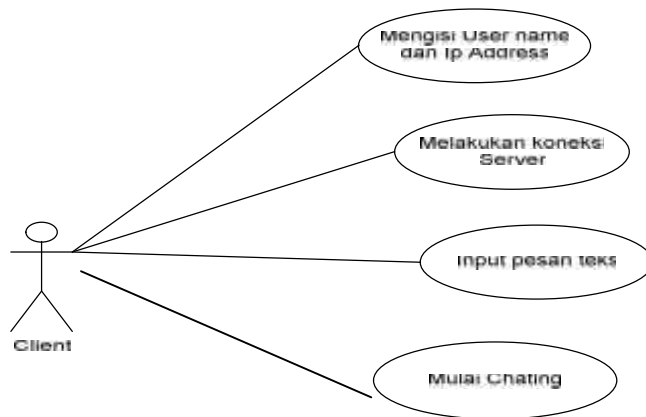 Mengisi User name
dan Ip Address
Melakukan koneksi
Server
Input pesan teks
Client
Mulai Chating